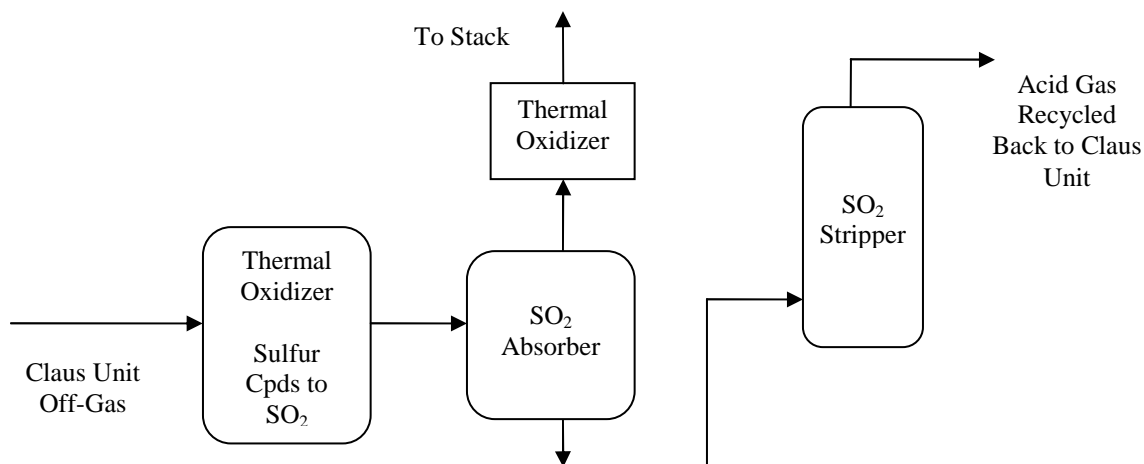 To Stack
Thermal
Oxidizer
Acid Gas
Recycled
Back to Claus
Unit
SO₂
Stripper
Thermal
Oxidizer
Sulfur
Cpds to
SO₂
SO₂
Absorber
Claus Unit
Off-Gas